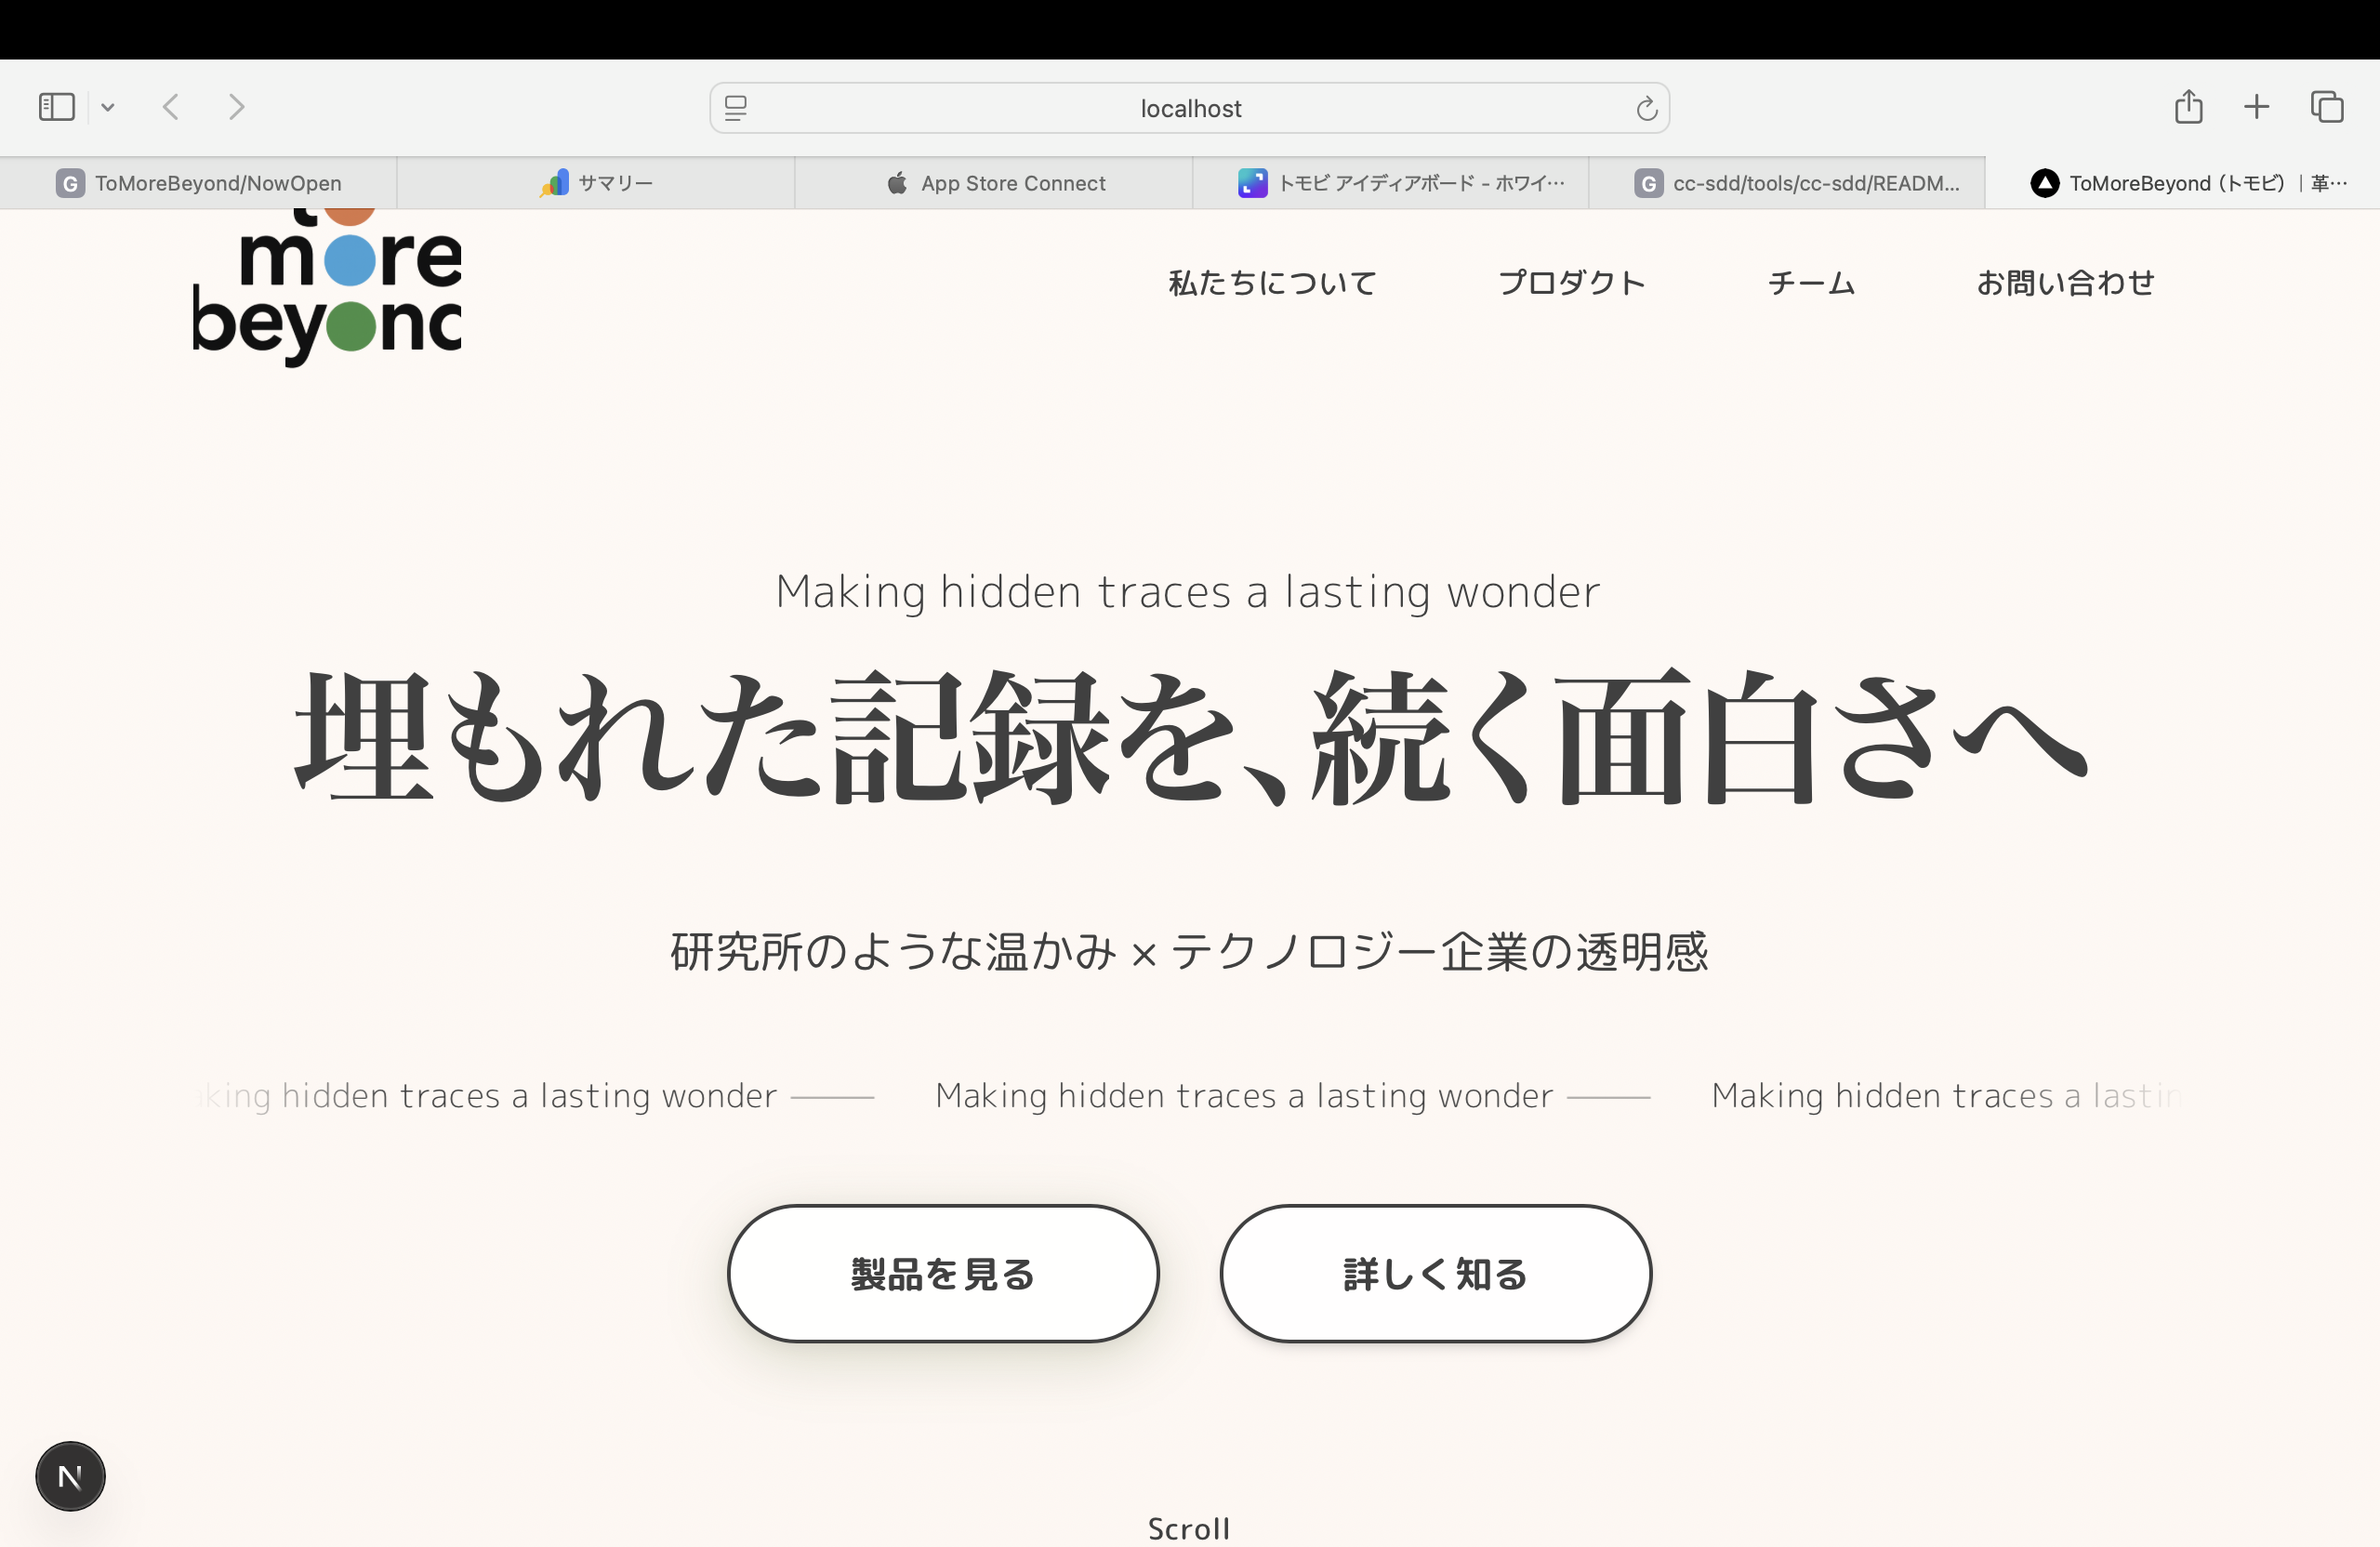 localhost
ToMoreBeyond/NowOpen
サマリー
App Store Connect
トモビ アイディアボード - ホワイ…
cc-sdd/tools/cc-sdd/READM...
ToMoreBeyond（トモビ）｜革…
more
beyond
私たちについて
プロダクト
チーム
お問い合わせ
Making hidden traces a lasting wonder
埋もれた記録を、続く面白さへ
研究所のような温かみ × テクノロジー企業の透明感
king hidden traces a lasting wonder —— Making hidden traces a lasting wonder —— Making hidden traces a lastin
製品を見る
詳しく知る
N
Scroll